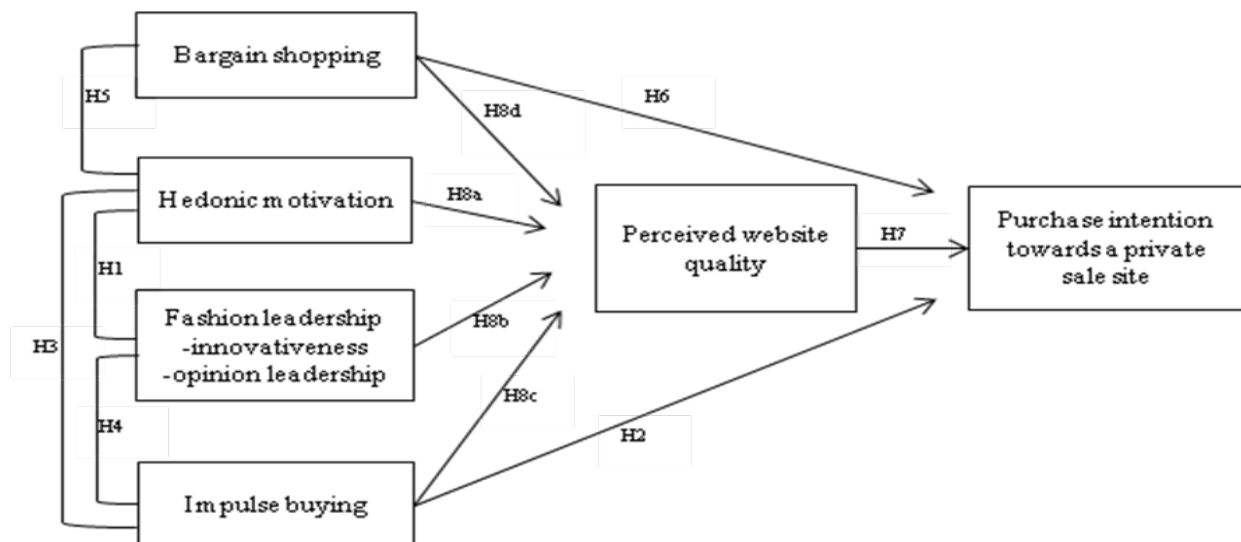 Bargain shopping
H5
H6
H8d
Hedonic motivation
H8a
Perceived website
quality
H7
Purchase intention
towards a private
sale site
H1
Fashion leadership
-innovativeness
-opinion leadership
H8b
H3
H8c
H4
H2
Impulse buying